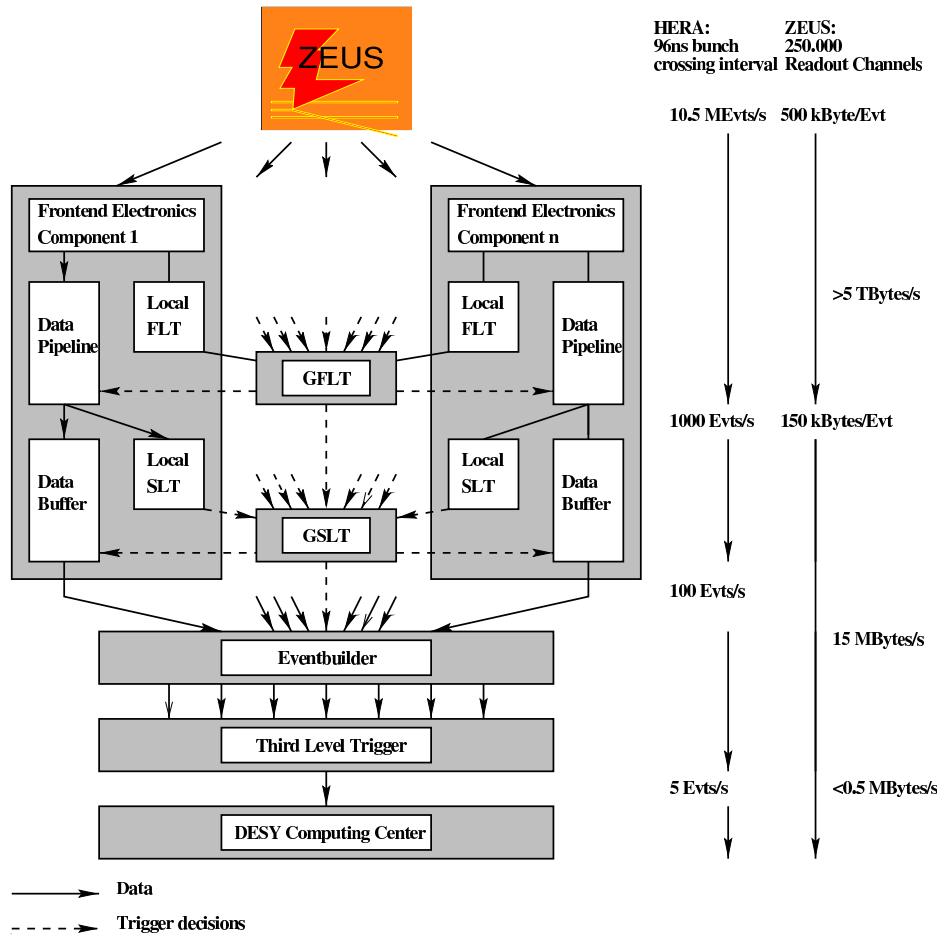 ZEUS
HERA:
96ns bunch
crossing interval
ZEUS:
250.000
Readout Channels
10.5 MEvts/s
500 kByte/Evt
Frontend Electronics
Component 1
Frontend Electronics
Component n
Data
Pipeline
Local
FLT
Local
FLT
Data
Pipeline
>5 TBytes/s
GFLT
1000 Evts/s
150 kBytes/Evt
Data
Buffer
Local
SLT
Local
SLT
Data
Buffer
GSLT
100 Evts/s
15 MBytes/s
Eventbuilder
Third Level Trigger
5 Evts/s
<0.5 MBytes/s
DESY Computing Center
Data
Trigger decisions